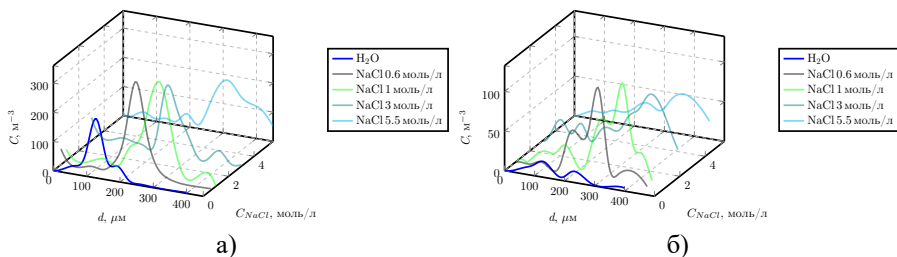 300
200
100
0
C, м⁻³
0
100
200
300
400
d, μм
0
2
4
C_NaCl, моль/л
H₂O
NaCl 0.6 моль/л
NaCl 1 моль/л
NaCl 3 моль/л
NaCl 5.5 моль/л
а)
100
50
0
C, м⁻³
0
100
200
300
400
d, μм
0
2
4
C_NaCl, моль/л
H₂O
NaCl 0.6 моль/л
NaCl 1 моль/л
NaCl 3 моль/л
NaCl 5.5 моль/л
б)